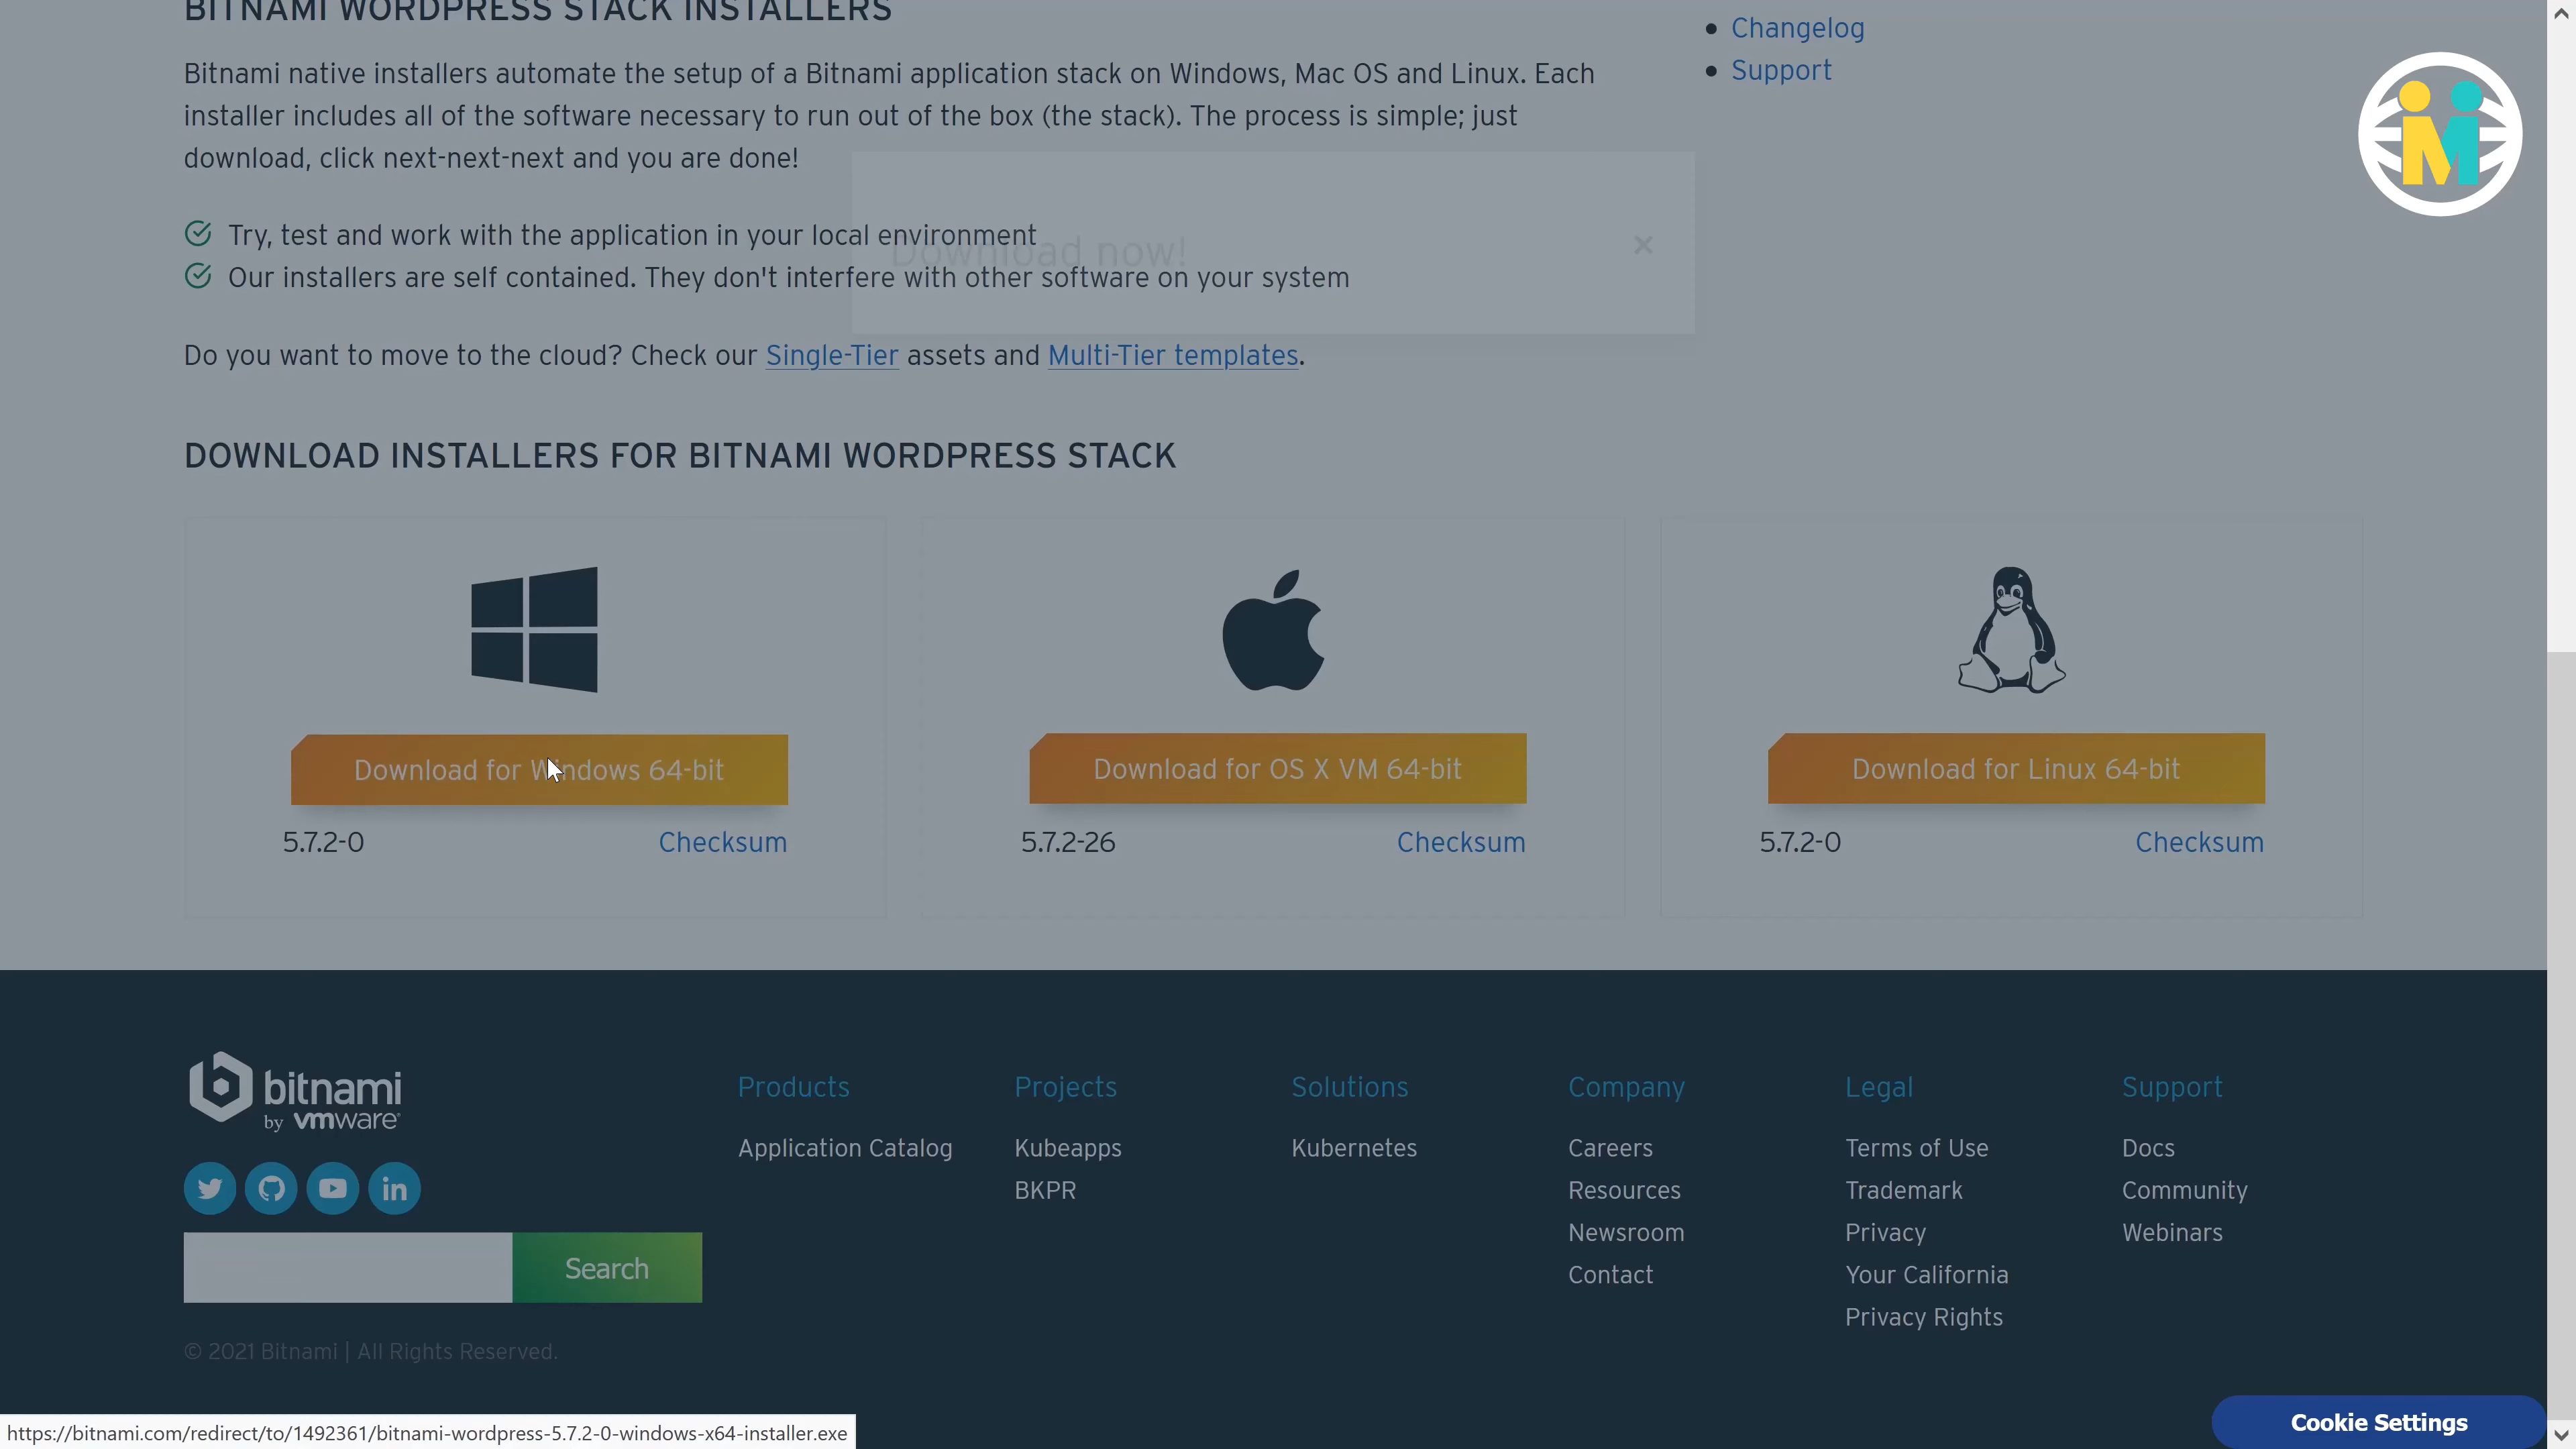 BITNAMI WORDPRESS STACK INSTALLERS
Bitnami native installers automate the setup of a Bitnami application stack on Windows, Mac OS and Linux. Each
installer includes all of the software necessary to run out of the box (the stack). The process is simple; just
download, click next-next-next and you are done!
Try, test and work with the application in your local environment
Download now!
Our installers are self contained. They don't interfere with other software on your system
Do you want to move to the cloud? Check our Single-Tier assets and Multi-Tier templates.
Changelog
Support
DOWNLOAD INSTALLERS FOR BITNAMI WORDPRESS STACK
Download for Windows 64-bit
5.7.2-0 Checksum
Download for OS X VM 64-bit
5.7.2-26 Checksum
Download for Linux 64-bit
5.7.2-0 Checksum
bitnami
by vmware
Search
© 2021 Bitnami | All Rights Reserved.
Products
Application Catalog
Projects
Kubeapps
BKPR
Solutions
Kubernetes
Company
Careers
Resources
Newsroom
Contact
Legal
Terms of Use
Trademark
Privacy
Your California
Privacy Rights
Support
Docs
Community
Webinars
https://bitnami.com/redirect/to/1492361/bitnami-wordpress-5.7.2-0-windows-x64-installer.exe
Cookie Settings